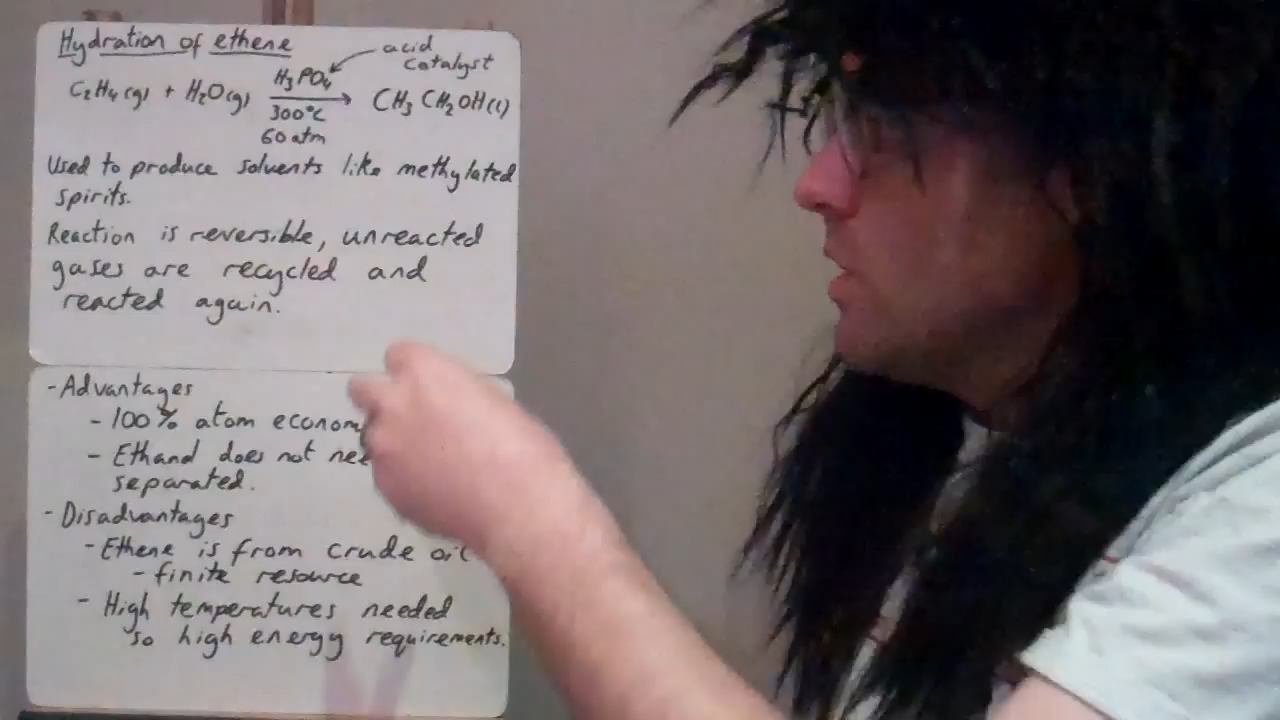 Hydration of ethene
acid
catalyst
C₂H₄(g) + H₂O(g) H₃PO₄ 300°C 60 atm → CH₃CH₂OH(l)
Used to produce solvents like methylated
spirits.
Reaction is reversible, unreacted
gases are recycled and
reacted again.
- Advantages
- 100% atom econom
- Ethanol does not nee
separated.
- Disadvantages
- Ethene is from crude oil
- finite resource
- High temperatures needed
so high energy requirements.